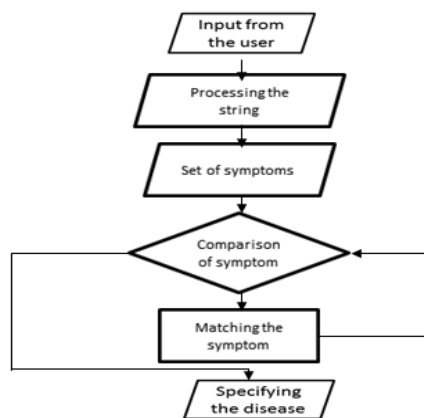 Input from
the user
Processing the
string
Set of symptoms
Comparison
of symptom
Matching the
symptom
Specifying
the disease